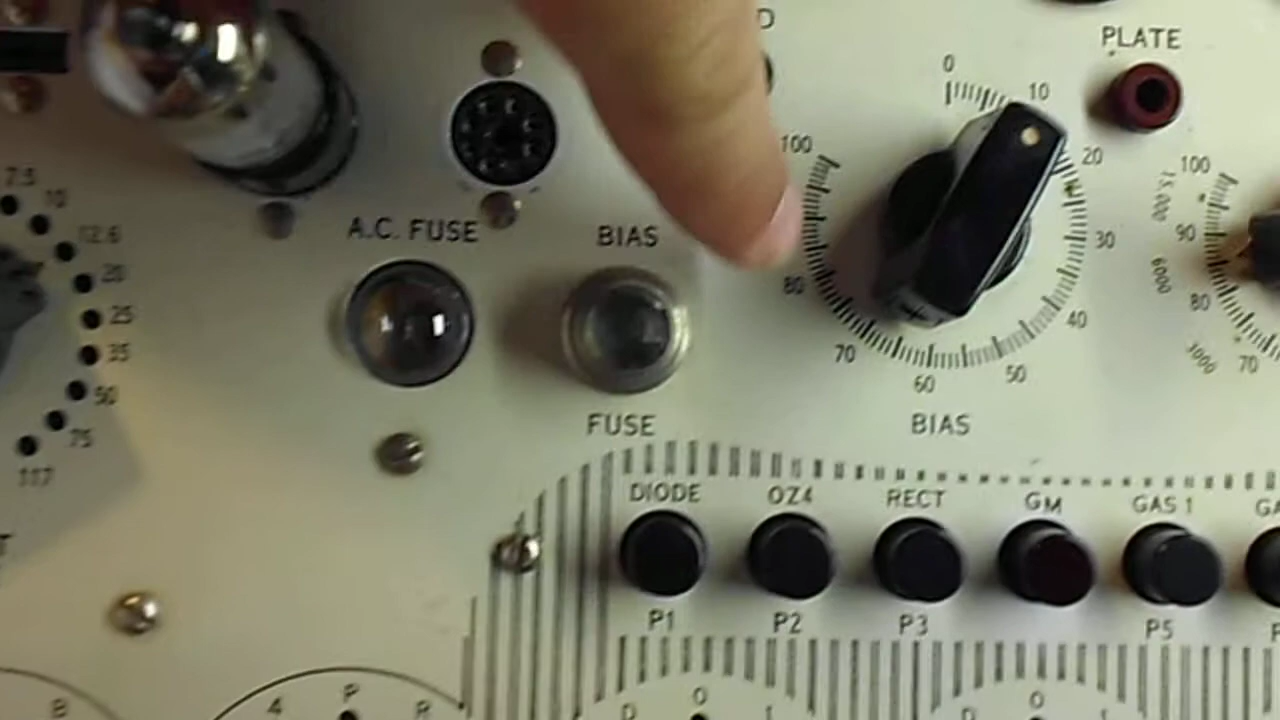 D
PLATE
0
10
20
30
40
50
60
70
80
100
BIAS
100
90
80
70
15,000
6000
3000
7.5
10
12.6
20
25
35
50
75
117
T
A.C. FUSE
BIAS
FUSE
DIODE
OZ4
RECT
GM
GAS 1
GA
P1
P2
P3
P5
P
B
4
P
R
D
O
L
D
O
L